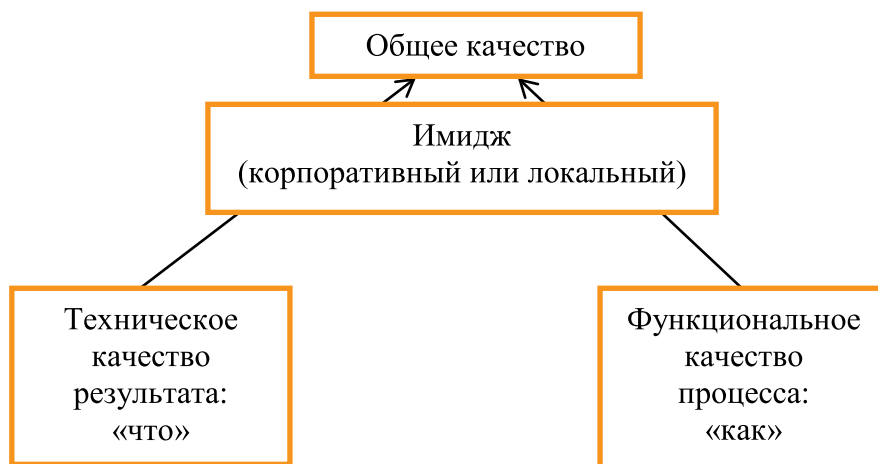 Общее качество
Имидж
(корпоративный или локальный)
Техническое
качество
результата:
«что»
Функциональное
качество
процесса:
«как»